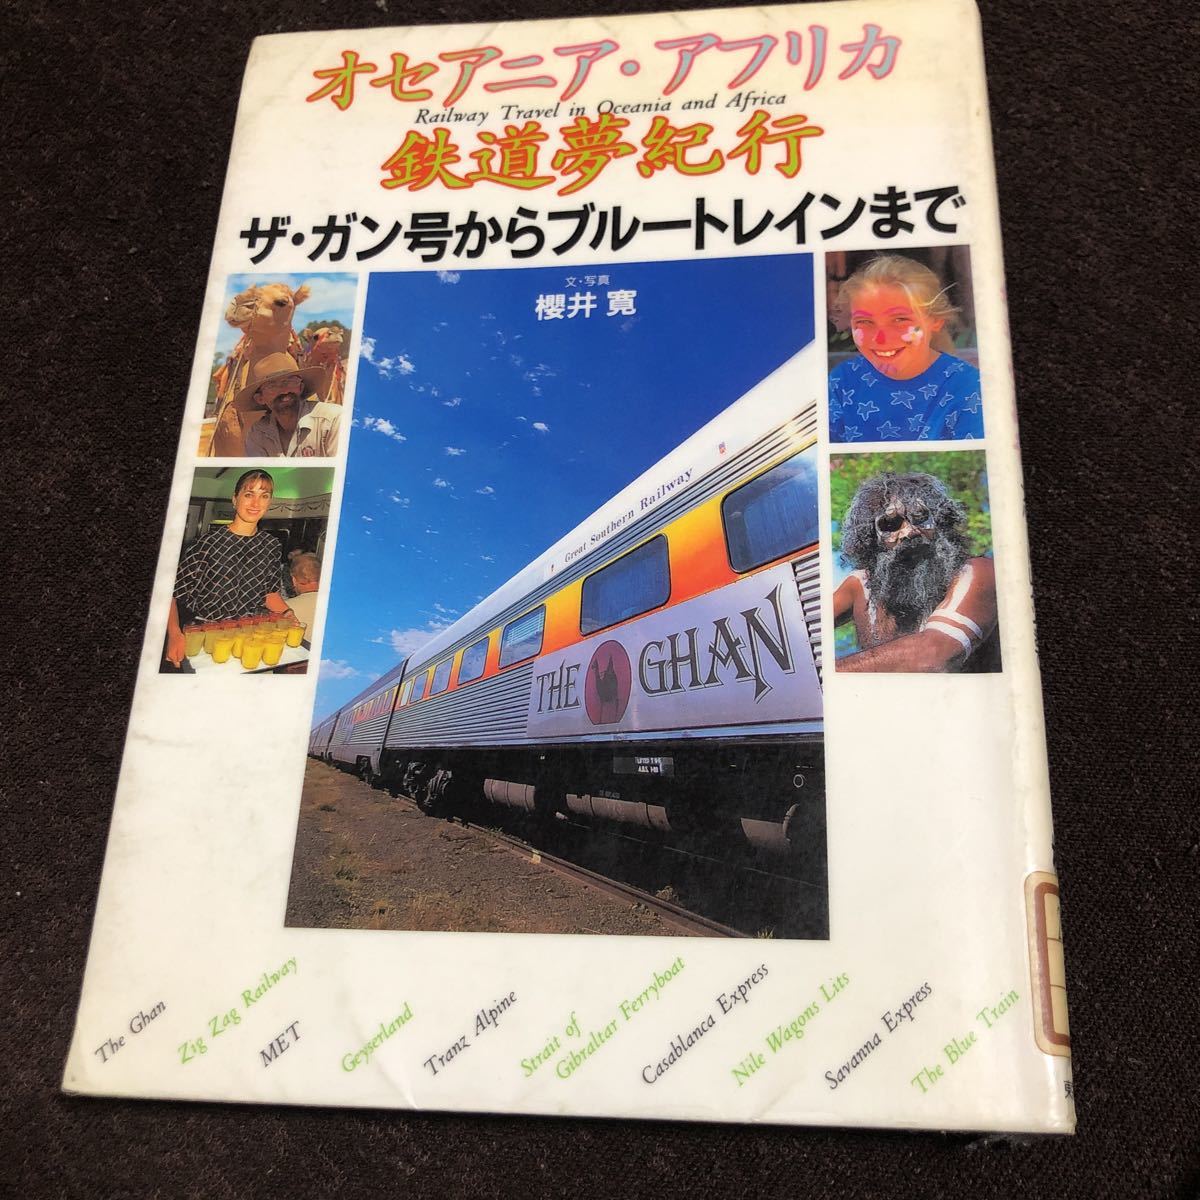 オセアニア・アフリカ
Railway Travel in Oceania and Africa
鉄道夢紀行
ザ・ガン号からブルートレインまで
文・写真
櫻井 寛
Great Southern Railway
THE GHAN
The Ghan
Zig Zag Railway
MET
Geyserland
Tranz Alpine
Strait of
Gibraltar Ferryboat
Casablanca Express
Nile Wagons Lits
Savanna Express
The Blue Train
東